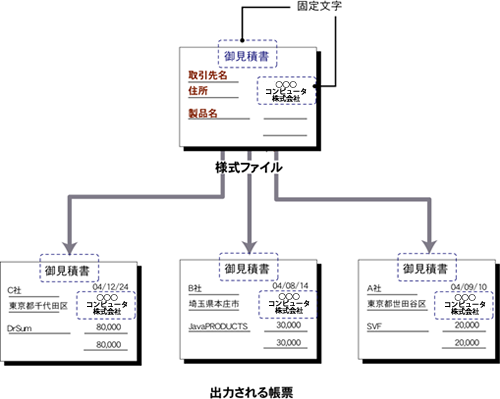 固定文字
御見積書
取引先名
住所
○○○
コンピュータ
株式会社
製品名
様式ファイル
御見積書
C社 04/12/24
東京都千代田区
○○○
コンピュータ
株式会社
DrSum 80,000
80,000
御見積書
B社 04/08/14
埼玉県本庄市
○○○
コンピュータ
株式会社
JavaPRODUCTS 30,000
30,000
御見積書
A社 04/09/10
東京都世田谷区
○○○
コンピュータ
株式会社
SVF 20,000
20,000
出力される帳票